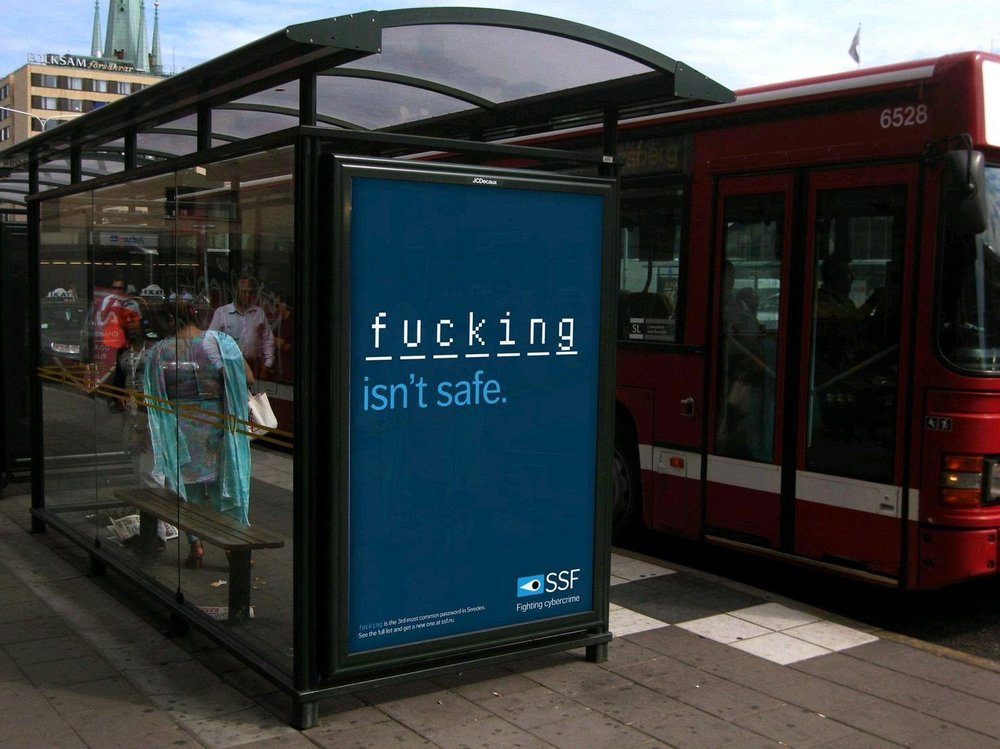 FOLKSAM försäkrar
6528
sberg
JCDecaux
fucking
isn't safe.
SL
SSF
Fighting cybercrime
fucking is the 3rd most common password in Sweden.
See the full list and get a new one at ssf.nu